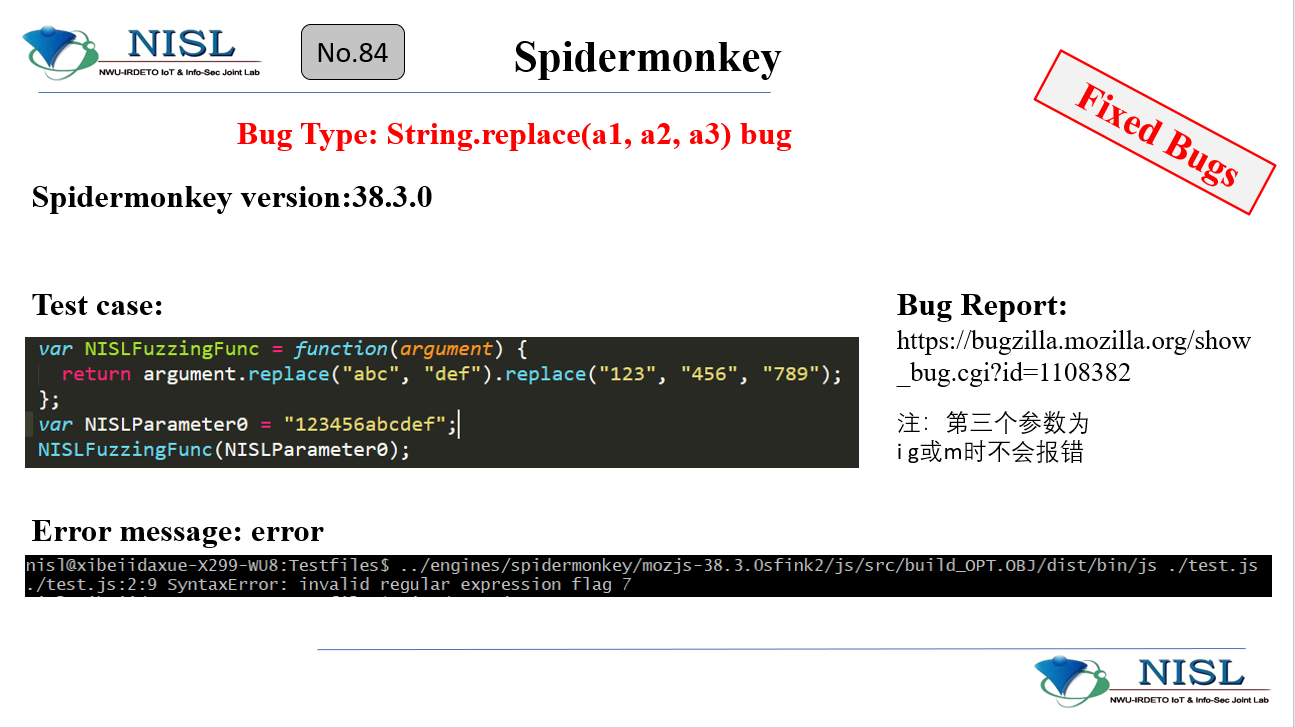 NISL
NWU-IRDETO IoT & Info-Sec Joint Lab
No.84
Spidermonkey
Fixed Bugs
Bug Type: String.replace(a1, a2, a3) bug
Spidermonkey version:38.3.0
Test case:
var NISLFuzzingFunc = function(argument) {
return argument.replace("abc", "def").replace("123", "456", "789");
};
var NISLParameter0 = "123456abcdef";
NISLFuzzingFunc(NISLParameter0);
Bug Report:
https://bugzilla.mozilla.org/show
_bug.cgi?id=1108382
注：第三个参数为
i g或m时不会报错
Error message: error
nisl@xibeiidaxue-X299-WU8:Testfiles$ ../engines/spidermonkey/mozjs-38.3.0sfink2/js/src/build_OPT.OBJ/dist/bin/js ./test.js
./test.js:2:9 SyntaxError: invalid regular expression flag 7
NISL
NWU-IRDETO IoT & Info-Sec Joint Lab